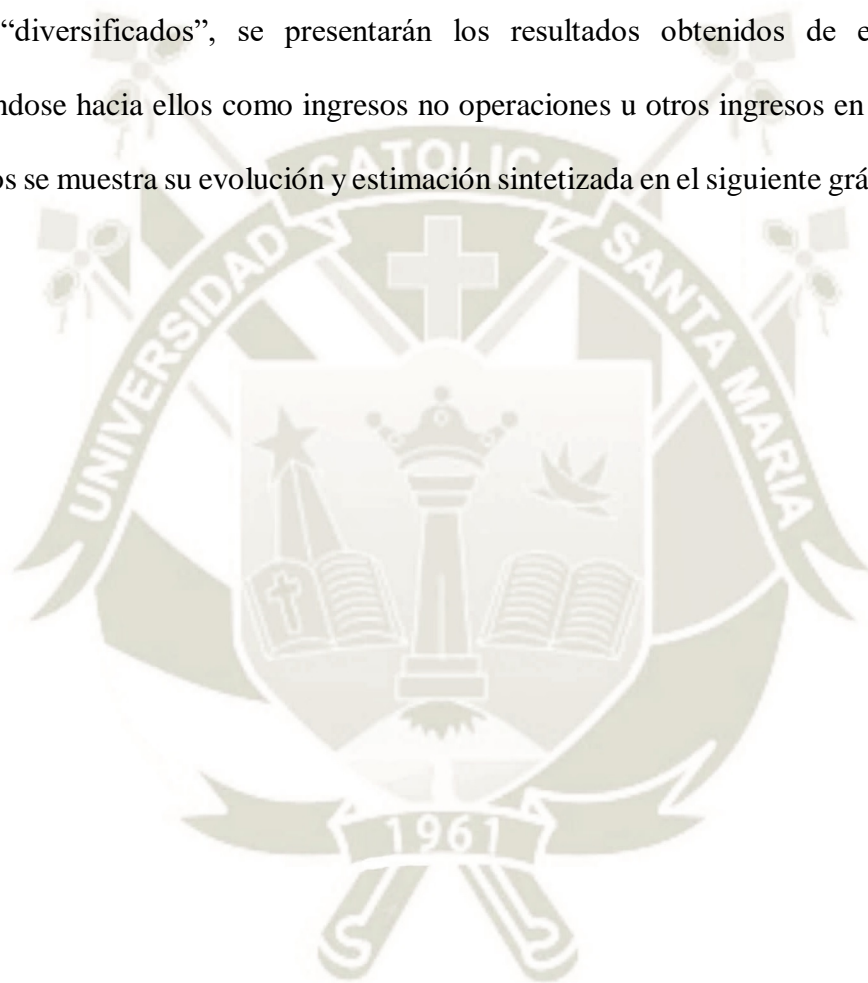 “diversificados”, se presentarán los resultados obtenidos de e
ndose hacia ellos como ingresos no operaciones u otros ingresos en
os se muestra su evolución y estimación sintetizada en el siguiente grá
UNIVERSIDAD CATOLICA SANTA MARIA
1961